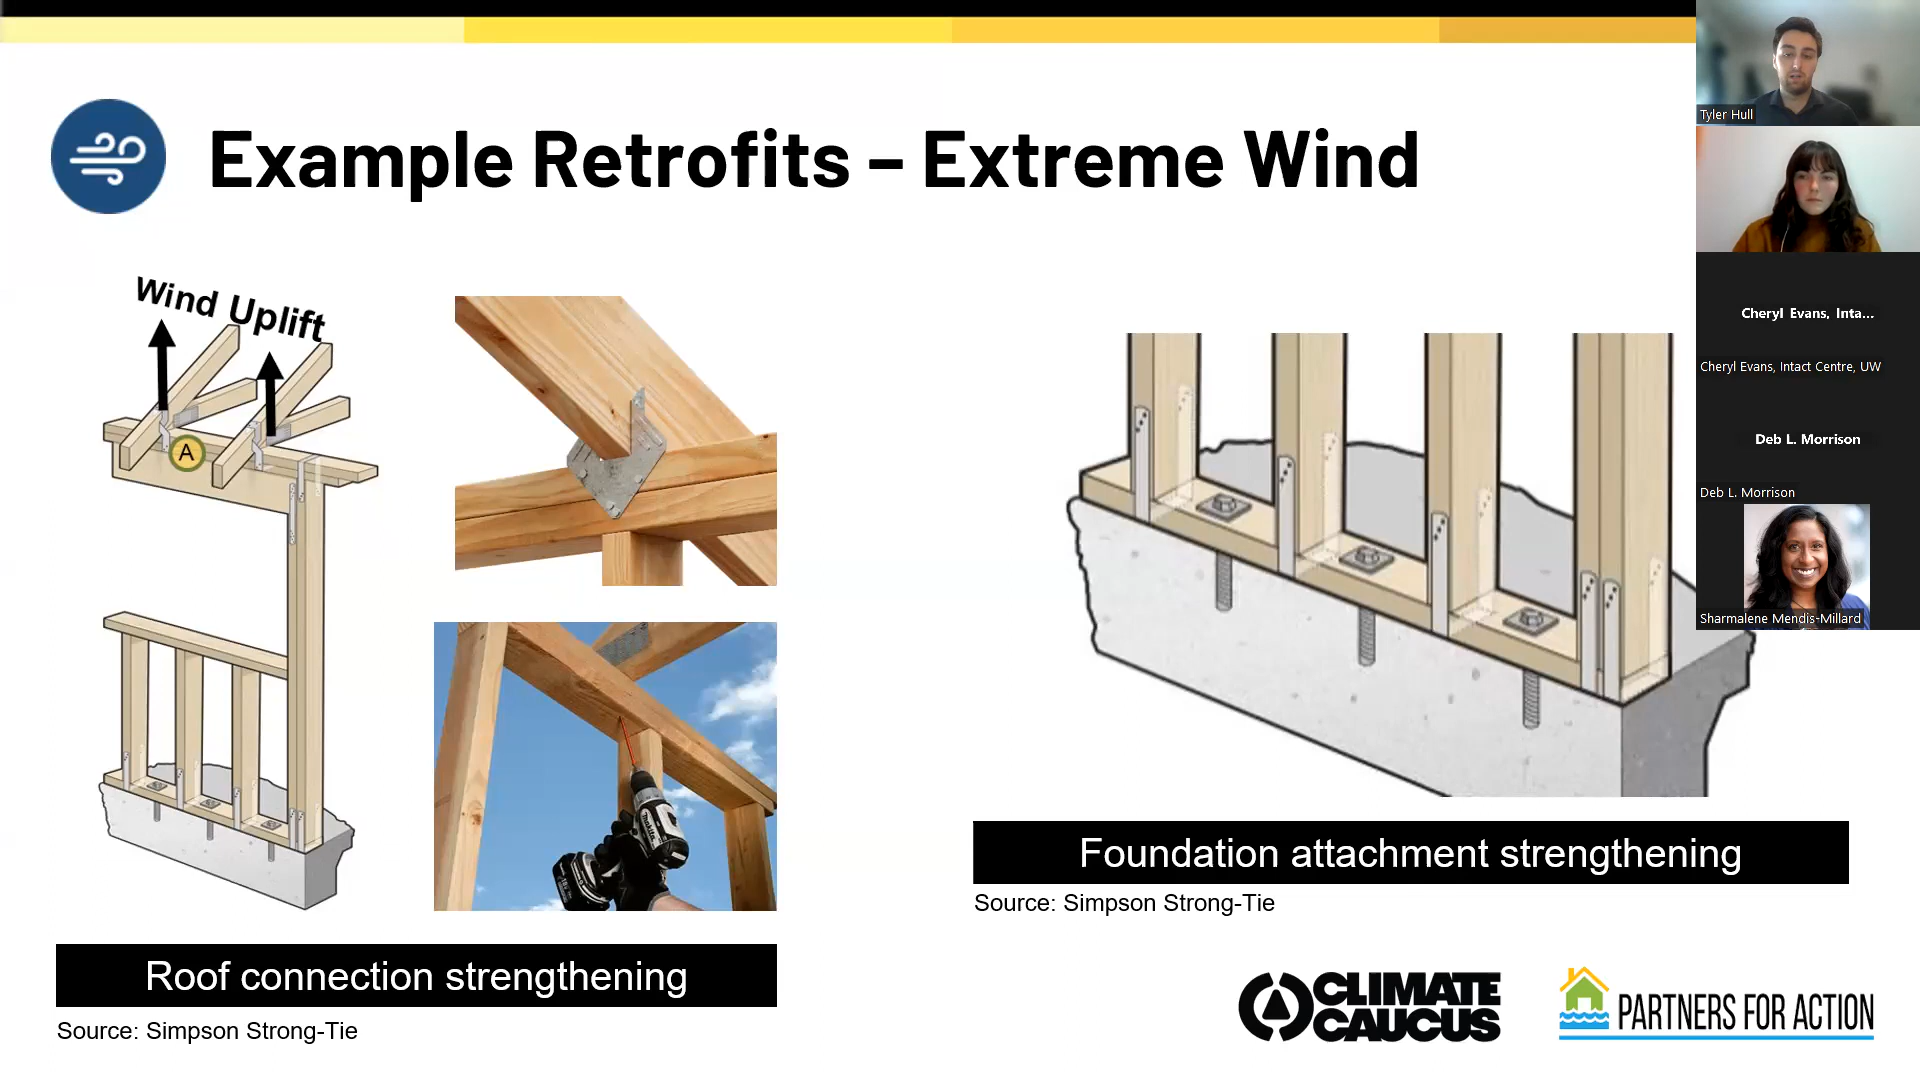 Example Retrofits – Extreme Wind
Wind Uplift
A
Roof connection strengthening
Source: Simpson Strong-Tie
Foundation attachment strengthening
Source: Simpson Strong-Tie
CLIMATE
CAUCUS
PARTNERS FOR ACTION
Tyler Hull
Cheryl Evans, Inta...
Cheryl Evans, Intact Centre, UW
Deb L. Morrison
Deb L. Morrison
Sharmalene Mendis-Millard
makita